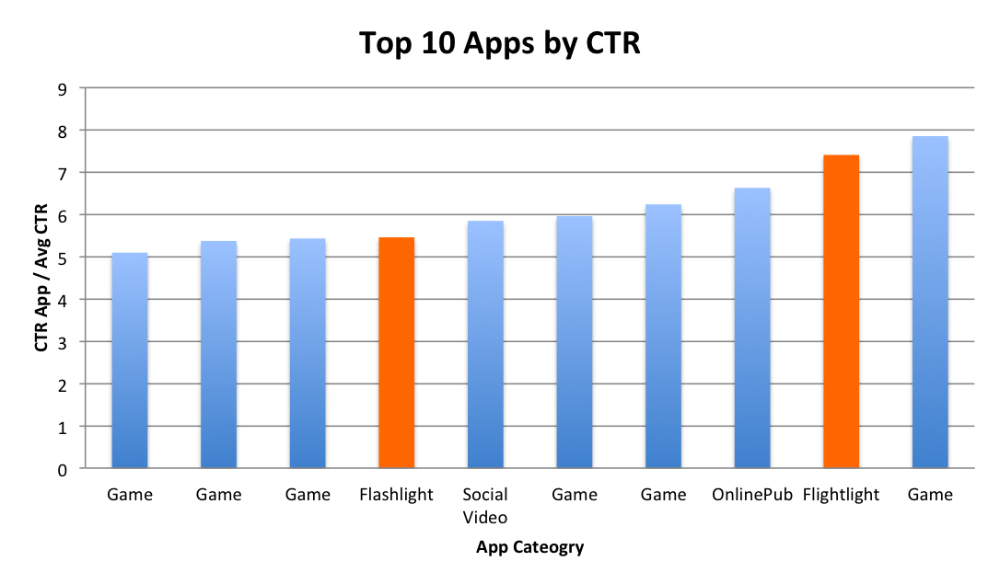 Top 10 Apps by CTR
9
8
7
6
5
4
3
2
1
0
CTR App / Avg CTR
Game Game Game Flashlight Social Game Game OnlinePub Flightlight Game
Video
App Cateogry